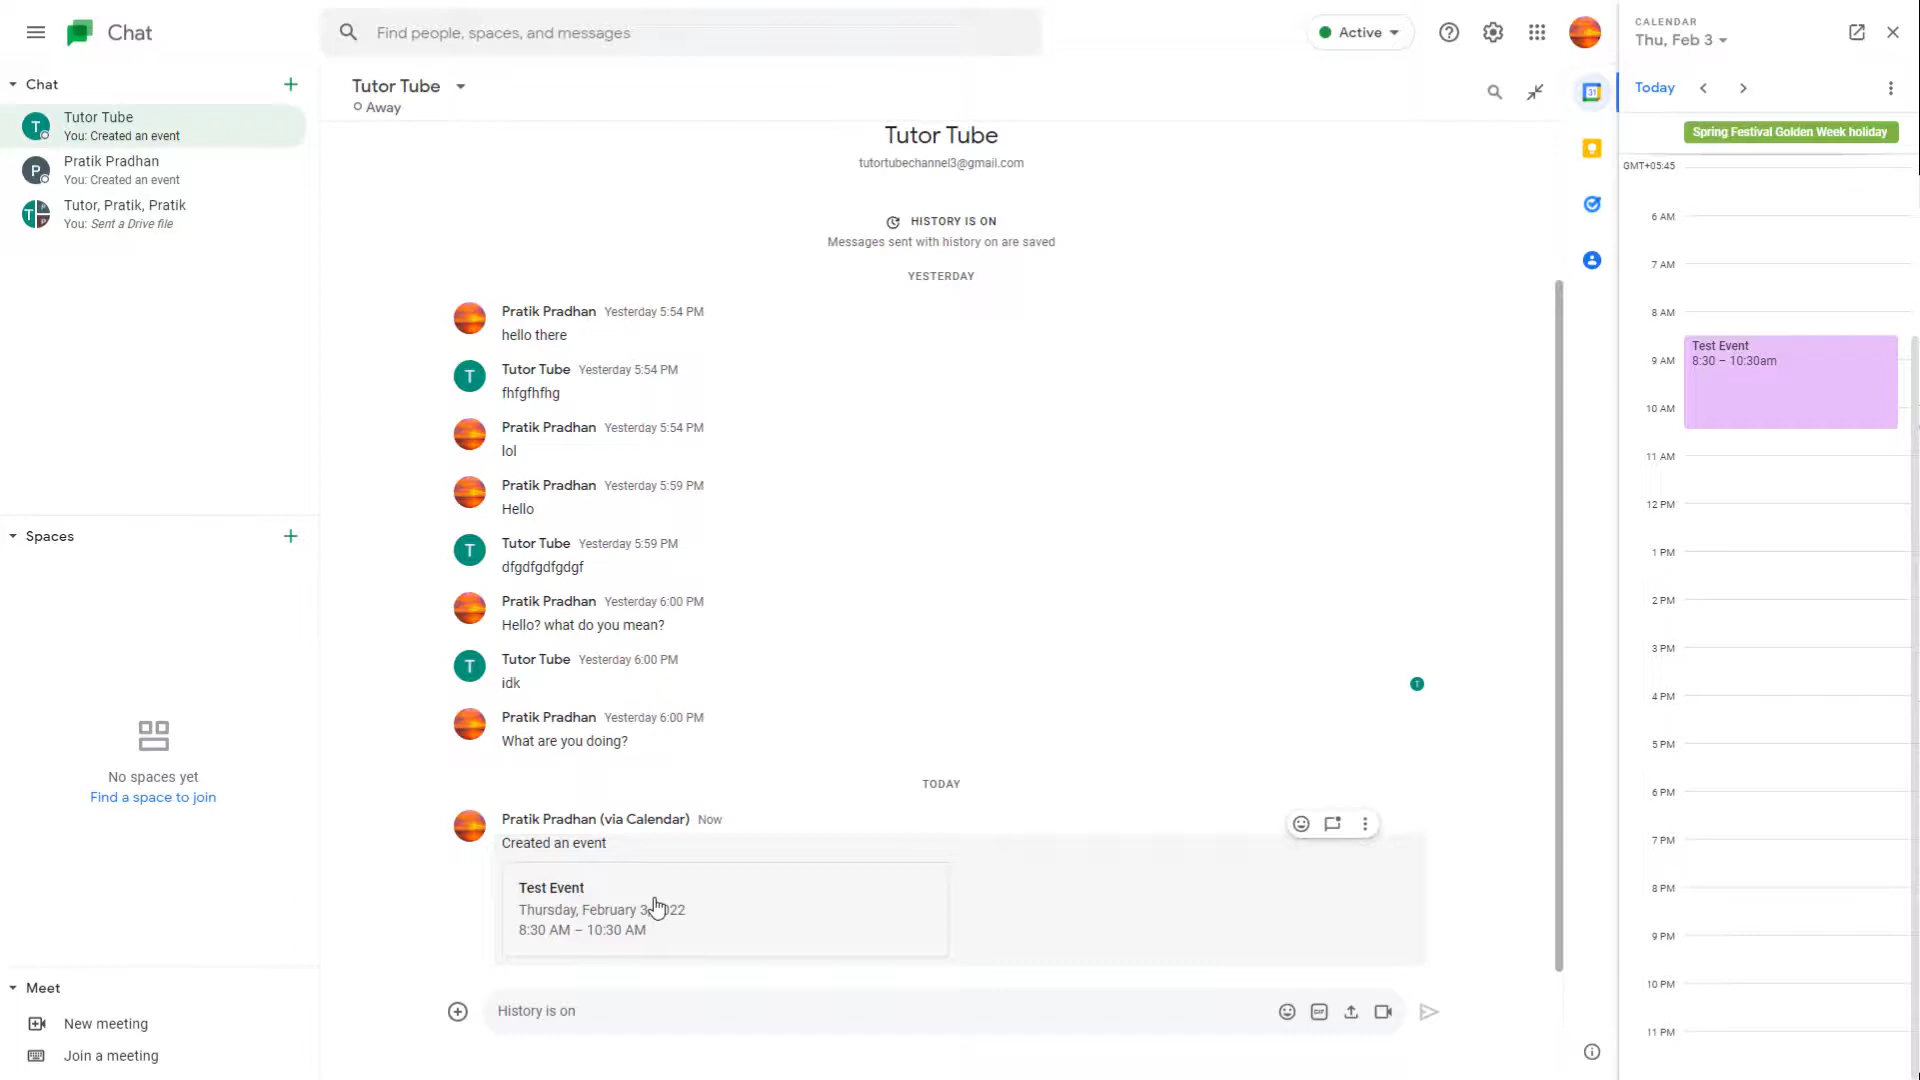 Chat
Find people, spaces, and messages
Active
CALENDAR
Thu, Feb 3
Chat
Tutor Tube
You: Created an event
Pratik Pradhan
You: Created an event
Tutor, Pratik, Pratik
You: Sent a Drive file
Spaces
No spaces yet
Find a space to join
Meet
New meeting
Join a meeting
Tutor Tube
Away
Tutor Tube
tutortubechannel3@gmail.com
HISTORY IS ON
Messages sent with history on are saved
YESTERDAY
Pratik Pradhan Yesterday 5:54 PM
hello there
T
Tutor Tube Yesterday 5:54 PM
fhfgfhfhg
Pratik Pradhan Yesterday 5:54 PM
lol
Pratik Pradhan Yesterday 5:59 PM
Hello
T
Tutor Tube Yesterday 5:59 PM
dfgdfgdfgdgf
Pratik Pradhan Yesterday 6:00 PM
Hello? what do you mean?
T
Tutor Tube Yesterday 6:00 PM
idk
Pratik Pradhan Yesterday 6:00 PM
What are you doing?
TODAY
Pratik Pradhan (via Calendar) Now
Created an event
Test Event
Thursday, February 3, 22
8:30 AM – 10:30 AM
History is on
GIF
31
Today
Spring Festival Golden Week holiday
GMT+05:45
6 AM
7 AM
8 AM
Test Event
8:30 – 10:30am
9 AM
10 AM
11 AM
12 PM
1 PM
2 PM
3 PM
4 PM
5 PM
6 PM
7 PM
8 PM
9 PM
10 PM
11 PM